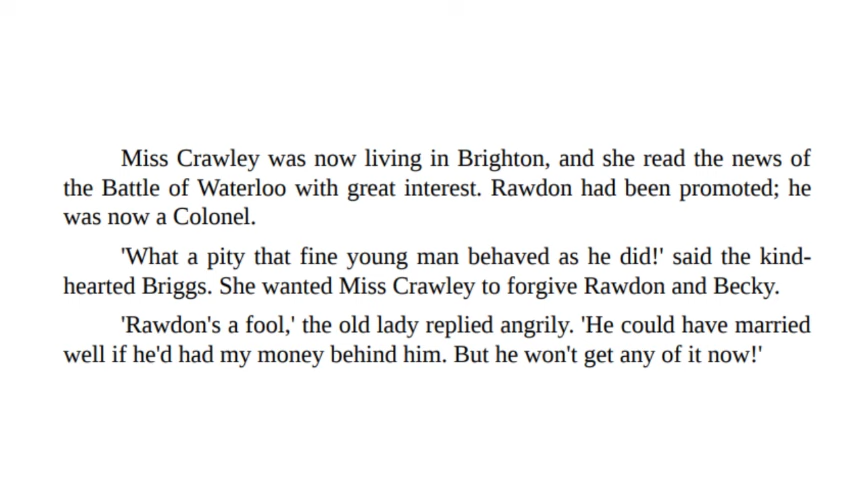 Miss Crawley was now living in Brighton, and she read the news of
the Battle of Waterloo with great interest. Rawdon had been promoted; he
was now a Colonel.
'What a pity that fine young man behaved as he did!' said the kind-
hearted Briggs. She wanted Miss Crawley to forgive Rawdon and Becky.
'Rawdon's a fool,' the old lady replied angrily. 'He could have married
well if he'd had my money behind him. But he won't get any of it now!'